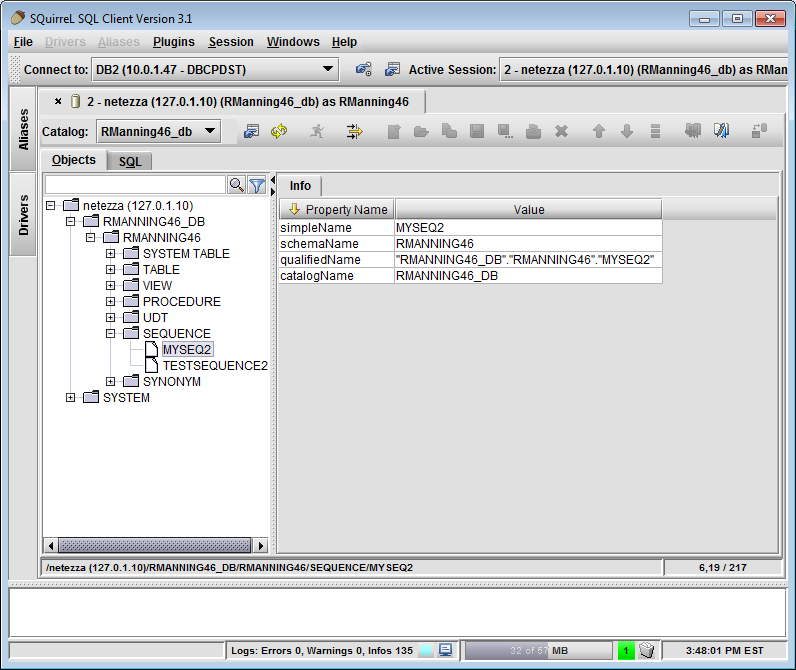 SQuirreL SQL Client Version 3.1
File Drivers Aliases Plugins Session Windows Help
Connect to: DB2 (10.0.1.47 - DBCPDST) Active Session: 2 - netezza (127.0.1.10) (RManning46_db) as RMann
Aliases
Drivers
2 - netezza (127.0.1.10) (RManning46_db) as RManning46
Catalog: RManning46_db
Objects SQL
Info
Property Name Value
simpleName MYSEQ2
schemaName RMANNING46
qualifiedName "RMANNING46_DB"."RMANNING46"."MYSEQ2"
catalogName RMANNING46_DB
netezza (127.0.1.10)
RMANNING46_DB
RMANNING46
SYSTEM TABLE
TABLE
VIEW
PROCEDURE
UDT
SEQUENCE
MYSEQ2
TESTSEQUENCE2
SYNONYM
SYSTEM
/netezza (127.0.1.10)/RMANNING46_DB/RMANNING46/SEQUENCE/MYSEQ2 6,19 / 217
Logs: Errors 0, Warnings 0, Infos 135 32 of 57 MB 1 3:48:01 PM EST